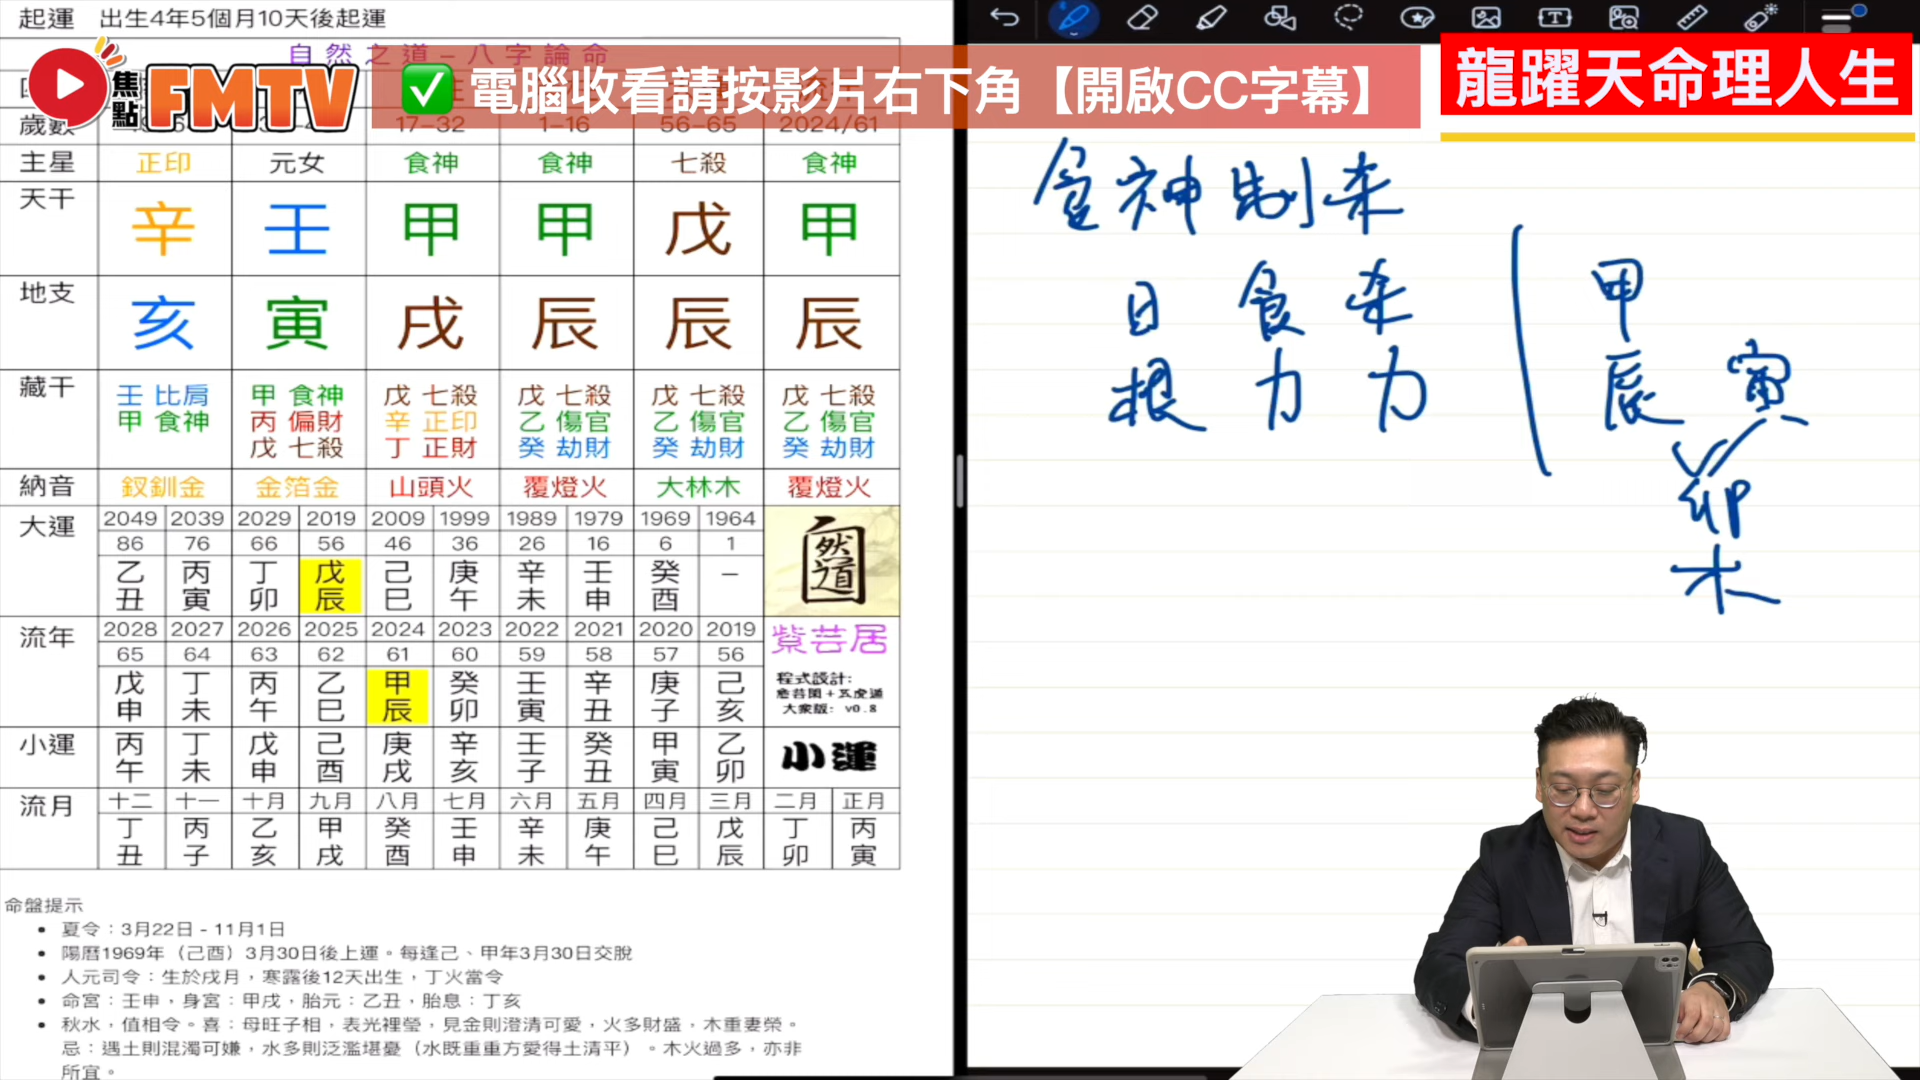 起運 出生4年5個月10天後起運
自然之道–八字論命
焦點 FMTV
✅ 電腦收看請按影片右下角【開啟CC字幕】
龍躍天命理人生
歲數 17-32 1-16 56-65 2024/61
主星 正印 元女 食神 食神 七殺 食神
天干 辛 壬 甲 甲 戊 甲
地支 亥 寅 戌 辰 辰 辰
藏干 壬 比肩 甲 食神 戊 七殺 戊 七殺 戊 七殺 戊 七殺
甲 食神 丙 偏財 辛 正印 乙 傷官 乙 傷官 乙 傷官
戊 七殺 丁 正財 癸 劫財 癸 劫財 癸 劫財
納音 釵釧金 金箔金 山頭火 覆燈火 大林木 覆燈火
大運 2049 2039 2029 2019 2009 1999 1989 1979 1969 1964
86 76 66 56 46 36 26 16 6 1
乙 丙 丁 戊 己 庚 辛 壬 癸 –
丑 寅 卯 辰 巳 午 未 申 酉
流年 2028 2027 2026 2025 2024 2023 2022 2021 2020 2019
65 64 63 62 61 60 59 58 57 56
戊 丁 丙 乙 甲 癸 壬 辛 庚 己
申 未 午 巳 辰 卯 寅 丑 子 亥
紫芸居
程式設計:
大衆版: v0.8
小運 丙 丁 戊 己 庚 辛 壬 癸 甲 乙
午 未 申 酉 戌 亥 子 丑 寅 卯
小運
流月 十二 十一 十月 九月 八月 七月 六月 五月 四月 三月 二月 正月
丁 丙 乙 甲 癸 壬 辛 庚 己 戊 丁 丙
丑 子 亥 戌 酉 申 未 午 巳 辰 卯 寅
命盤提示
• 夏令：3月22日 - 11月1日
• 陽曆1969年（己酉）3月30日後上運。每逢己、甲年3月30日交脫
• 人元司令：生於戌月，寒露後12天出生，丁火當令
• 命宮：壬申，身宮：甲戌，胎元：乙丑，胎息：丁亥
• 秋水，值相令。喜：母旺子相，表光裡瑩，見金則澄清可愛，火多財盛，木重妻榮。
忌：遇土則混濁可嫌，水多則泛濫堪憂（水既重重方愛得土清平）。木火過多，亦非
所宜。
食神制杀
日 食 杀
根 力 力
甲
辰 寅
卯
木